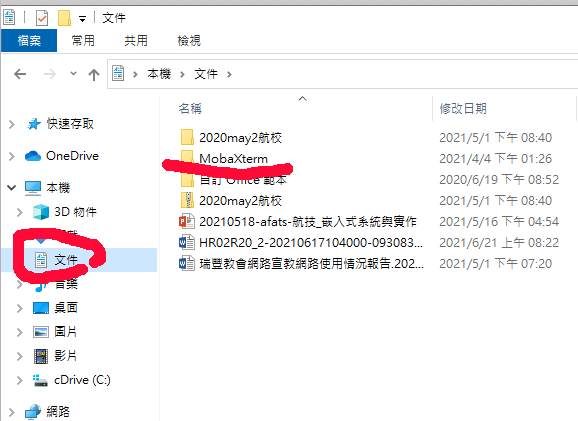 文件
檔案 常用 共用 檢視
本機 文件
名稱 修改日期
快速存取
OneDrive
本機
3D 物件
文件
音樂
桌面
圖片
影片
cDrive (C:)
網路
2020may2航校 2021/5/1 下午 08:40
MobaXterm 2021/4/4 下午 01:26
自訂 Office 範本 2020/6/19 下午 08:52
2020may2航校 2021/5/1 下午 08:40
20210518-afats-航技_嵌入式系統與實作 2021/5/16 下午 04:54
HR02R20_2-20210617104000-093083... 2021/6/21 上午 08:22
瑞豐教會網路宣教網路使用情況報告.202... 2021/5/1 下午 07:20